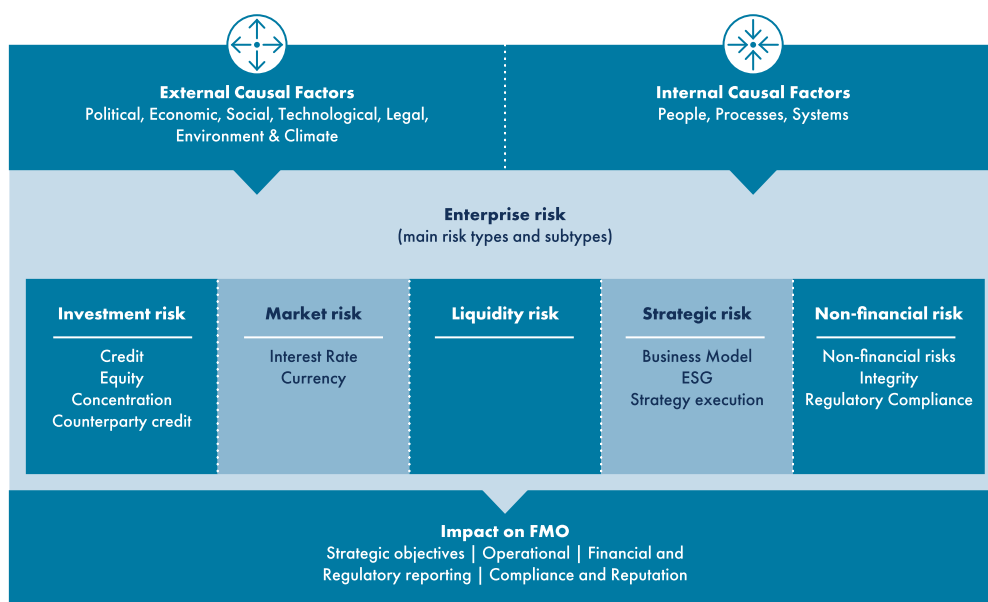 External Causal Factors
Political, Economic, Social, Technological, Legal,
Environment & Climate
Internal Causal Factors
People, Processes, Systems
Enterprise risk
(main risk types and subtypes)
Investment risk
Credit
Equity
Concentration
Counterparty credit
Market risk
Interest Rate
Currency
Liquidity risk
Strategic risk
Business Model
ESG
Strategy execution
Non-financial risk
Non-financial risks
Integrity
Regulatory Compliance
Impact on FMO
Strategic objectives | Operational | Financial and
Regulatory reporting | Compliance and Reputation